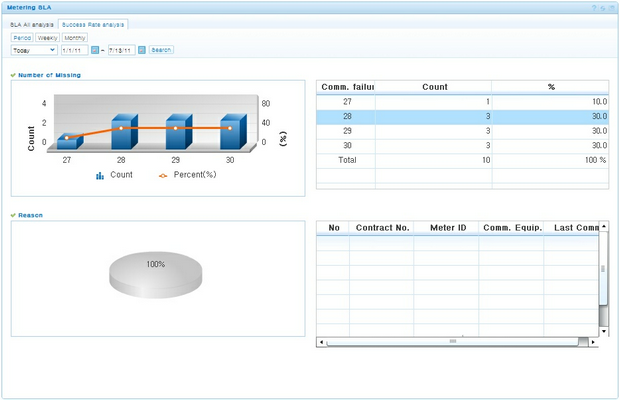 Metering SLA
SLA All analysis Success Rate analysis
Period Weekly Monthly
Today 1/1/11 ~ 7/13/11 Search
Number of Missing
4 80
2 40
0 0
Count (%)
27 28 29 30
Count Percent(%)
Comm. failur Count %
27 1 10.0
28 3 30.0
29 3 30.0
30 3 30.0
Total 10 100 %
Reason
100%
No Contract No. Meter ID Comm. Equip. Last Comm